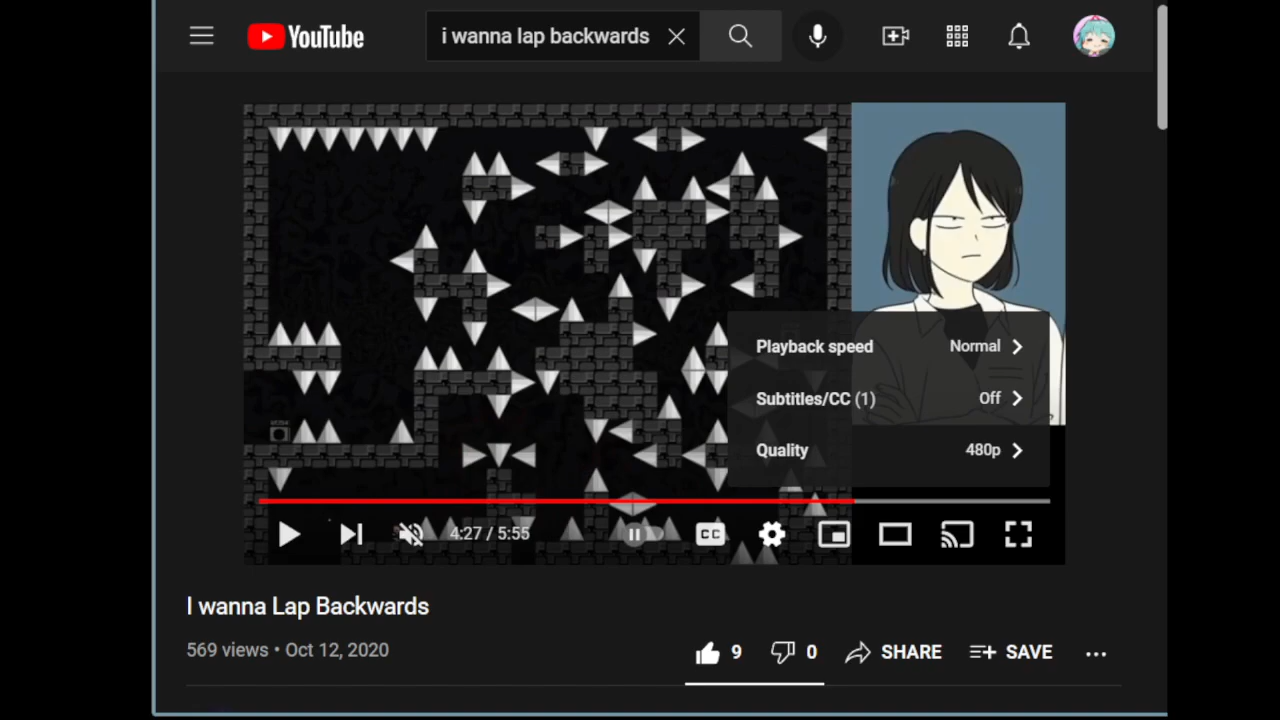 YouTube
i wanna lap backwards
Playback speed Normal
Subtitles/CC (1) Off
Quality 480p
4:27 / 5:55
CC
I wanna Lap Backwards
569 views • Oct 12, 2020
9 0 SHARE SAVE